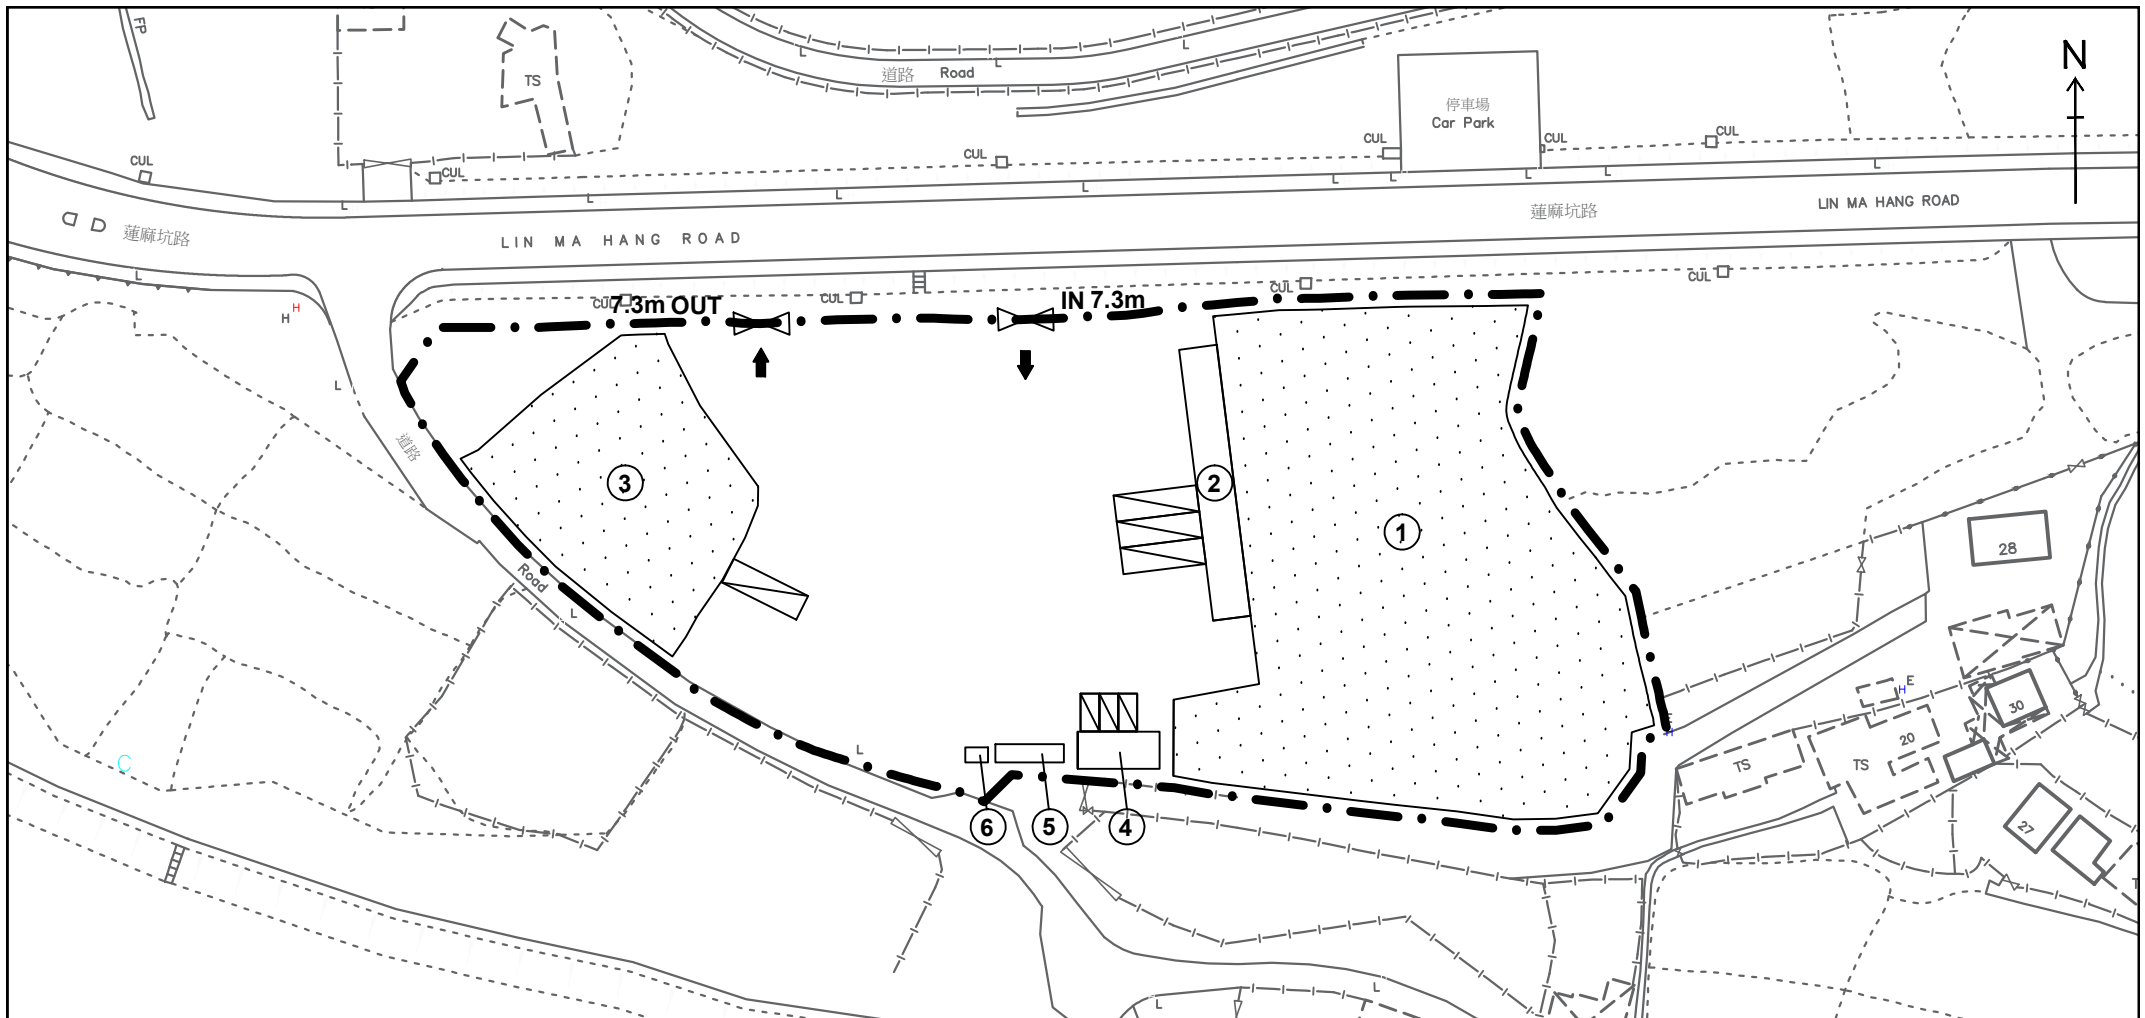 FP
TS
道路 Road
停車場
Car Park
N
CUL
CUL
CUL
CUL
CUL
CUL
L
L
L
L
L
L
L
L
L
L
L
L
蓮麻坑路
LIN MA HANG ROAD
蓮麻坑路
LIN MA HANG ROAD
L
H
H
CUL
7.3m OUT
CUL
IN 7.3m
CUL
CUL
L
道路
3
2
1
28
Road
L
E
H
30
E
H
20
TS
TS
C
L
6
5
4
27
L
L